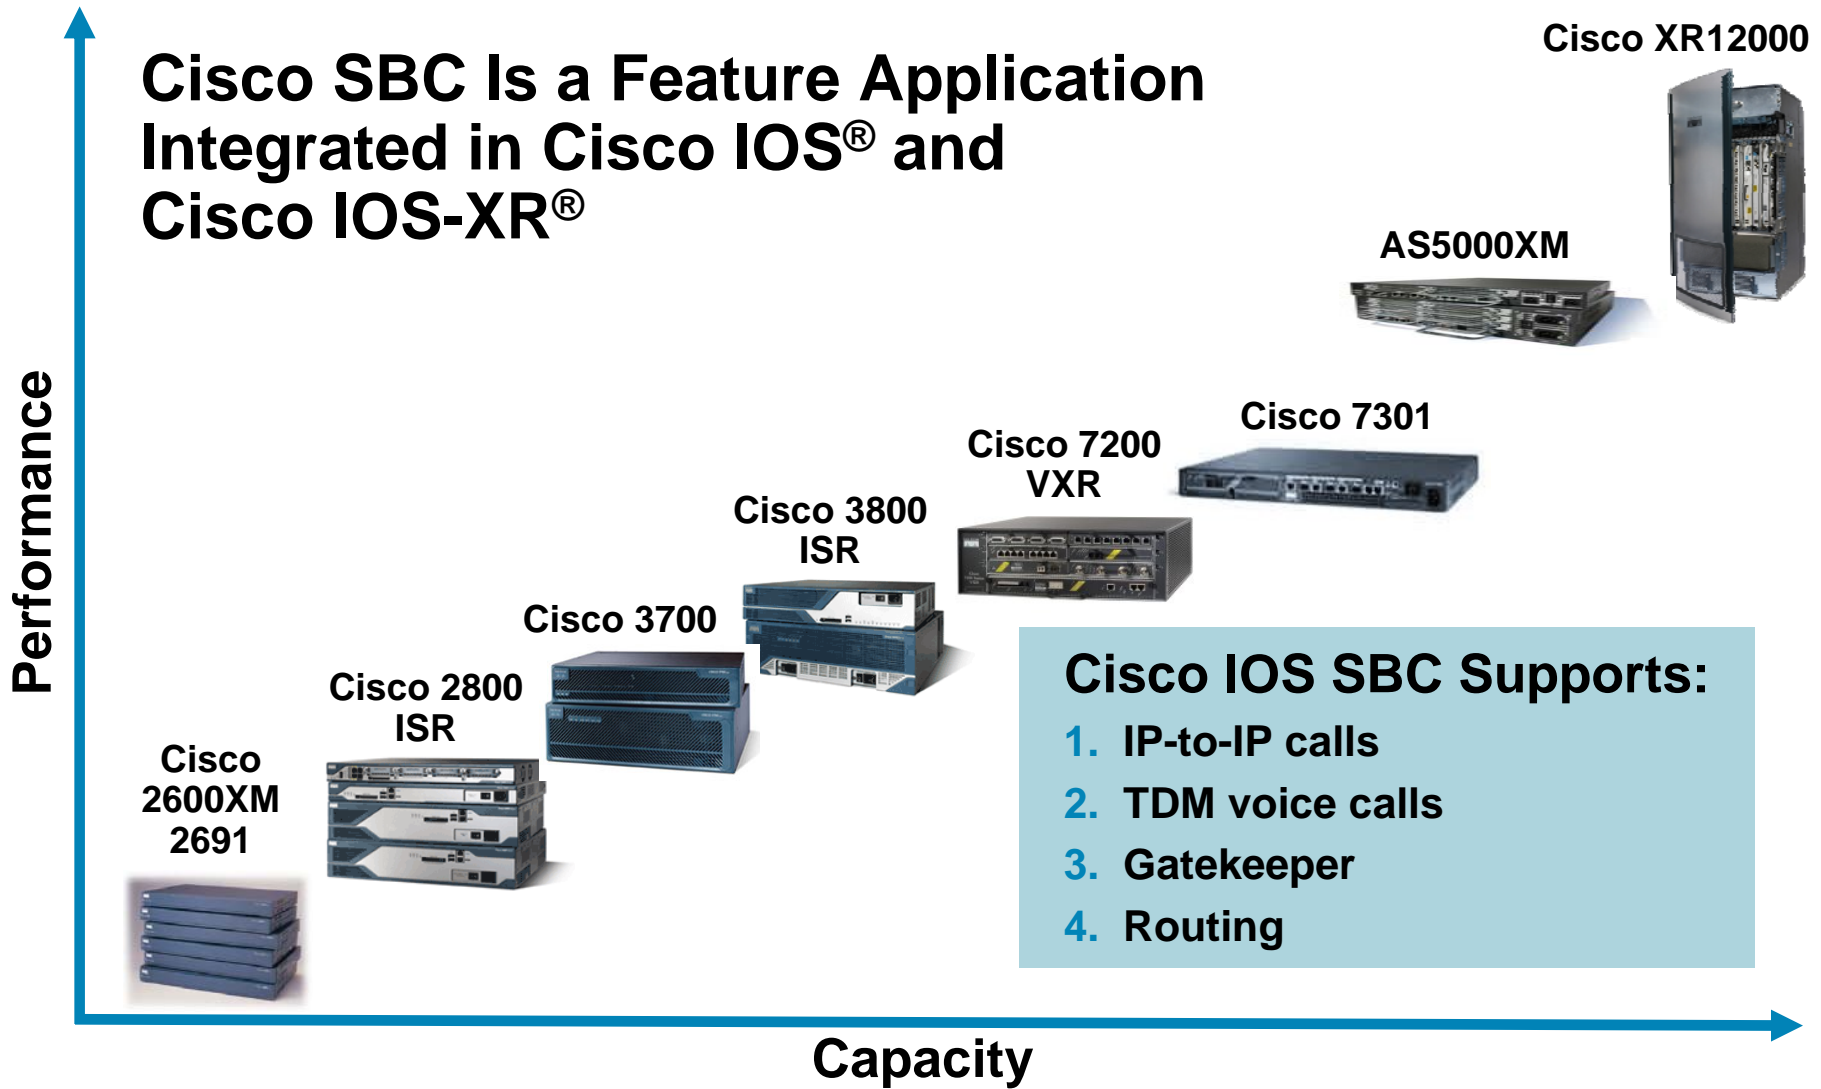 Cisco SBC Is a Feature Application
Integrated in Cisco IOS® and
Cisco IOS-XR®
Cisco XR12000
AS5000XM
Cisco 7301
Cisco 7200
VXR
Cisco 3800
ISR
Cisco 3700
Cisco 2800
ISR
Cisco
2600XM
2691
Performance
Cisco IOS SBC Supports:
1. IP-to-IP calls
2. TDM voice calls
3. Gatekeeper
4. Routing
Capacity